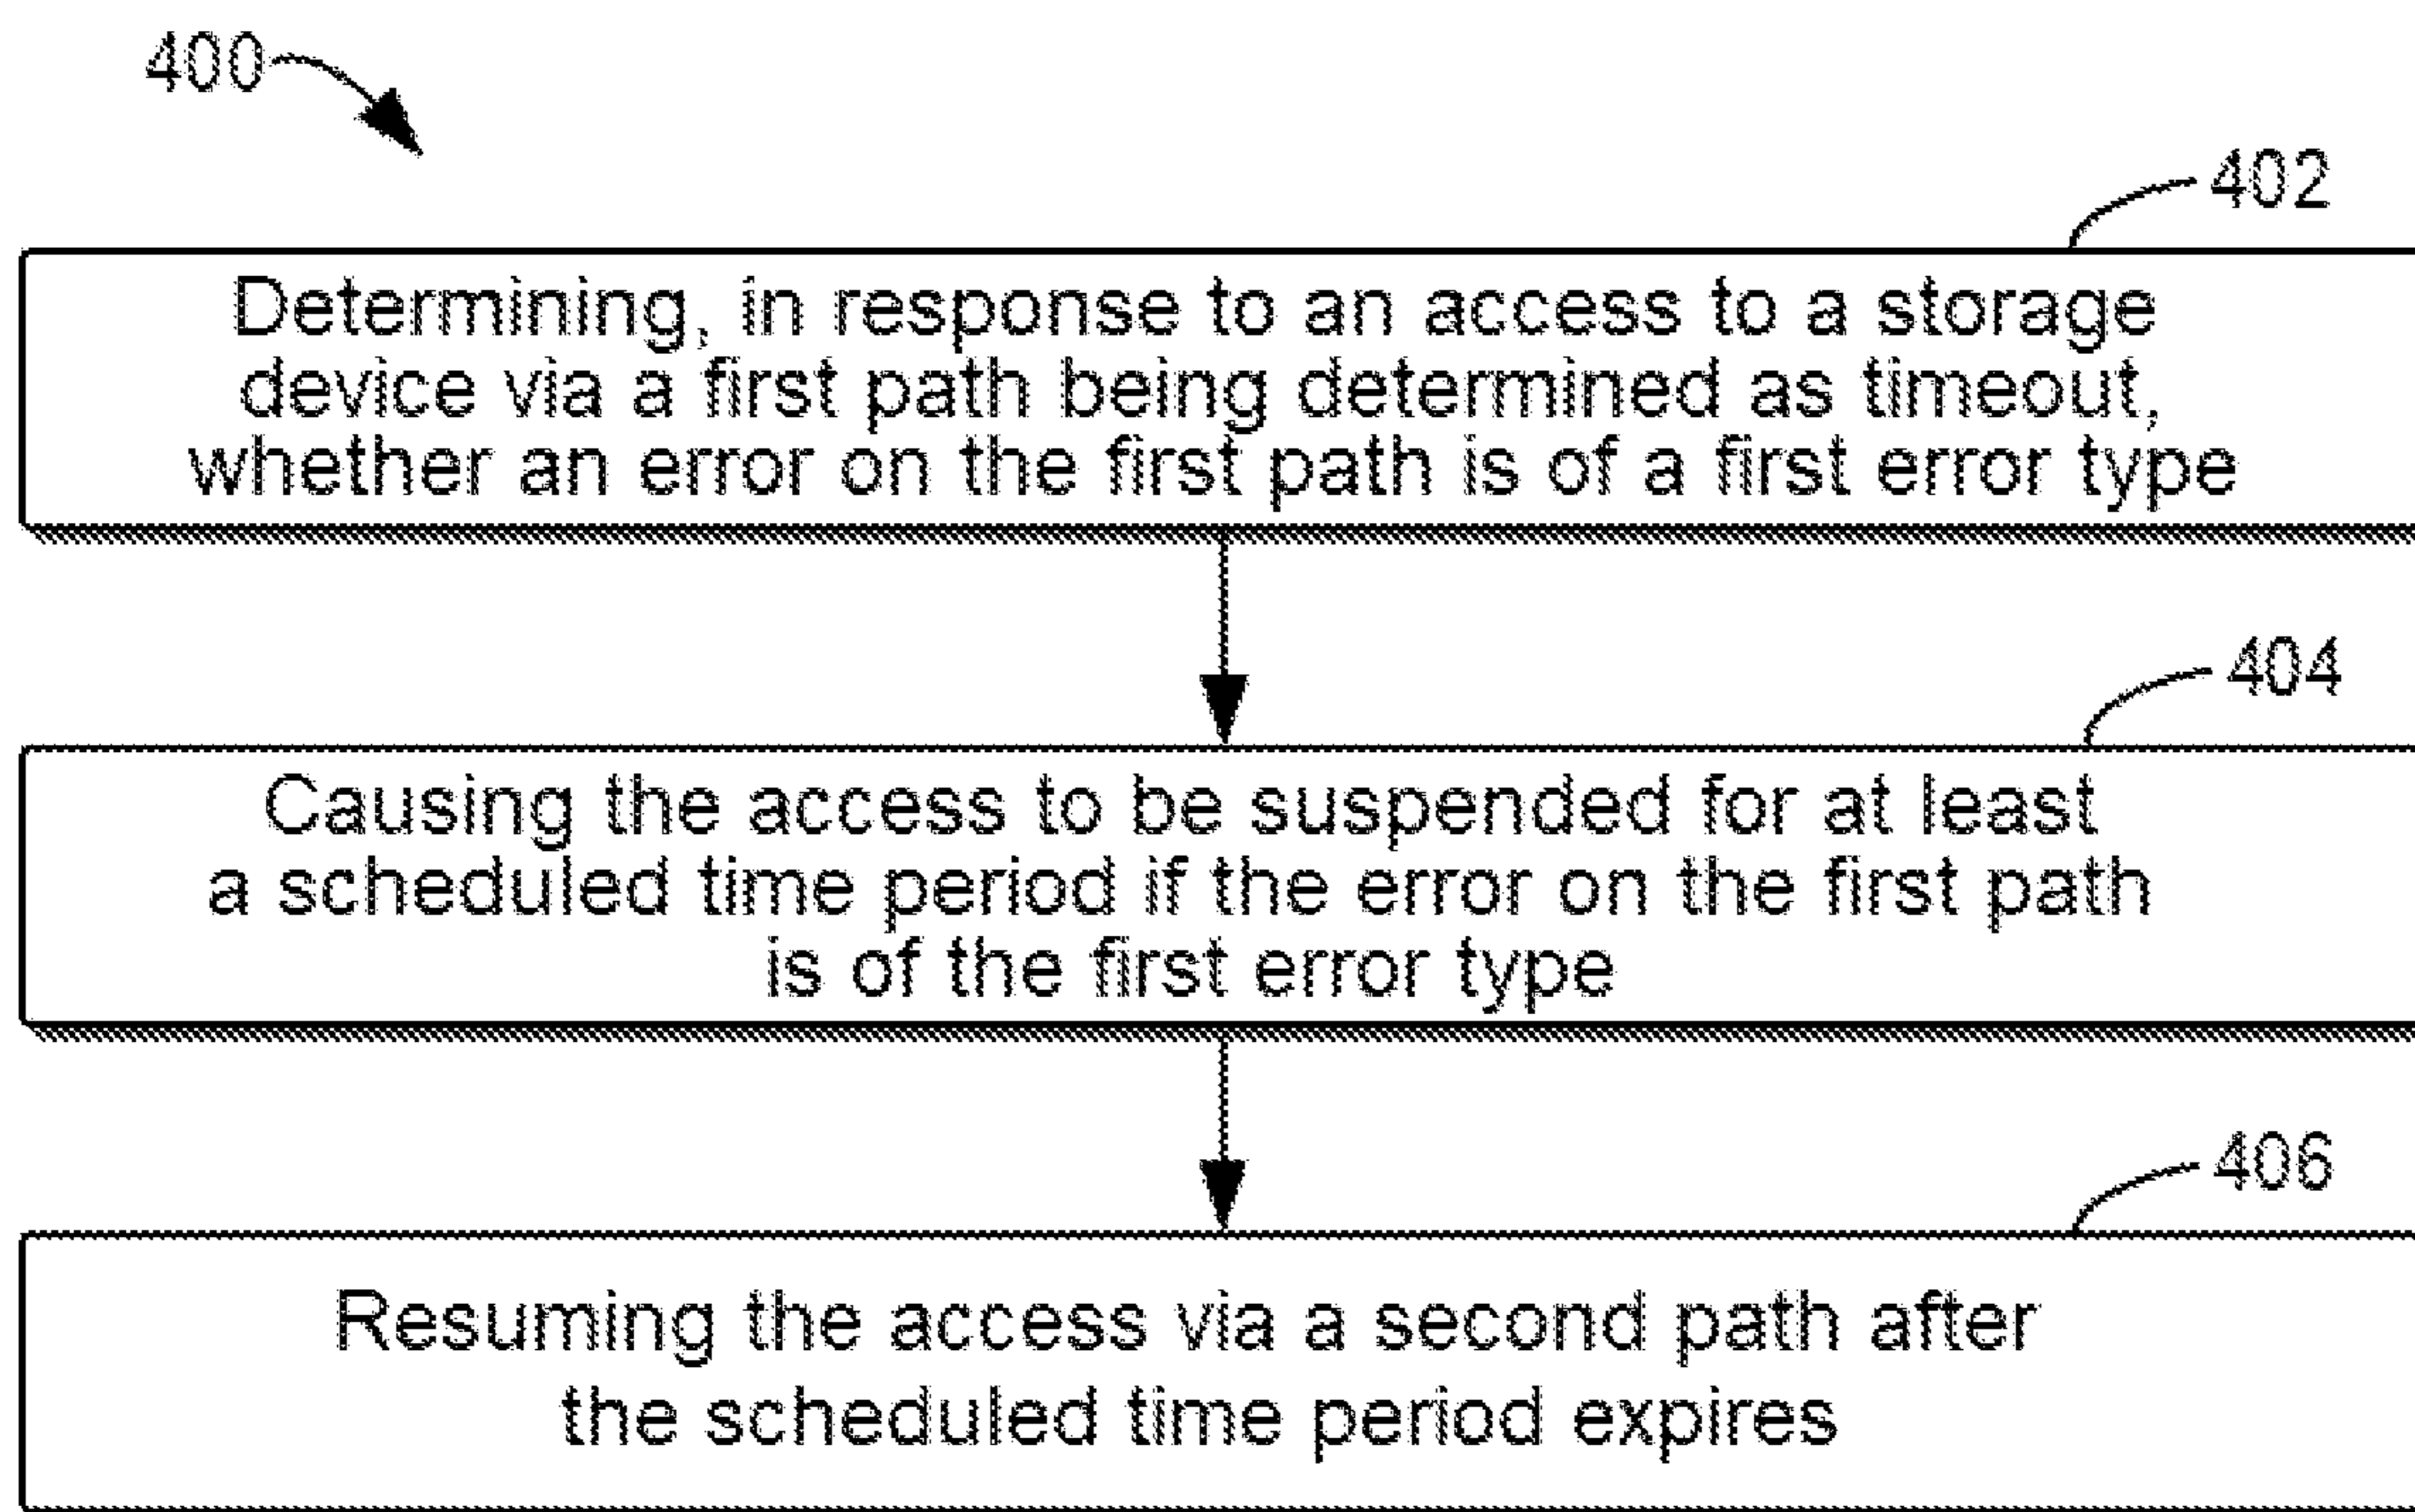 400
402
Determining, in response to an access to a storage
device via a first path being determined as timeout,
whether an error on the first path is of a first error type
404
Causing the access to be suspended for at least
a scheduled time period if the error on the first path
is of the first error type
406
Resuming the access via a second path after
the scheduled time period expires